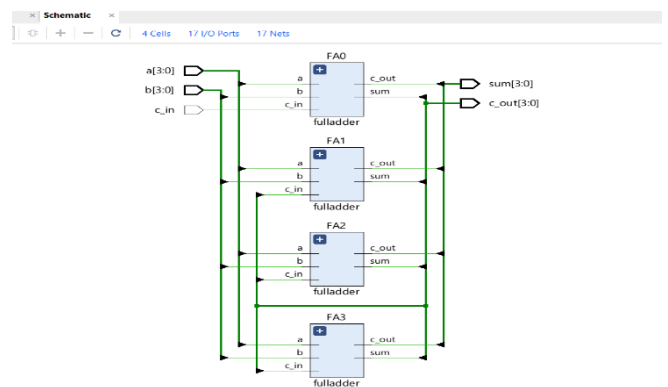 Schematic
4 Cells 17 I/O Ports 17 Nets
FA0
a[3:0]
b[3:0]
c_in
a
b
c_in
c_out
sum
fulladder
sum[3:0]
c_out[3:0]
FA1
a
b
c_in
c_out
sum
fulladder
FA2
a
b
c_in
c_out
sum
fulladder
FA3
a
b
c_in
c_out
sum
fulladder